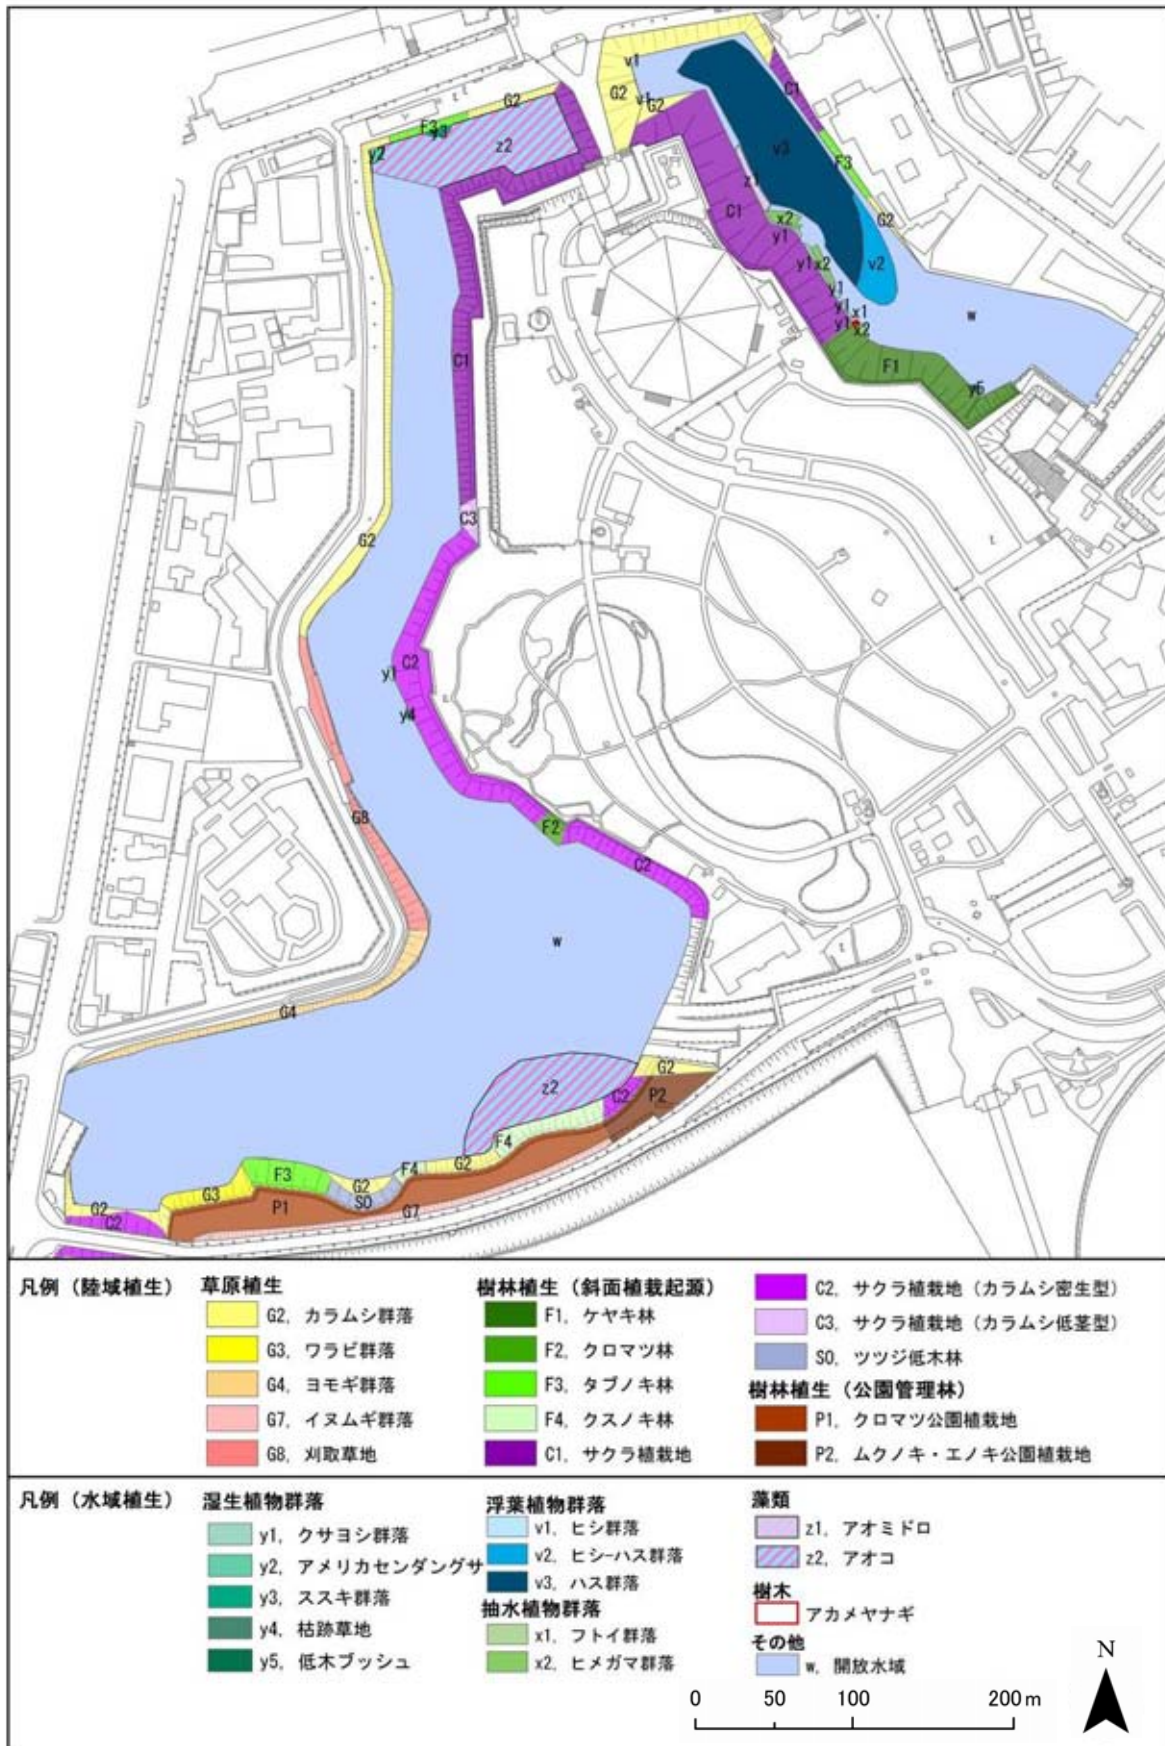 G2
v1
G2
v1
G2
C1
F3
y3
y2
z2
v3
F3
z1
C1
x2
y1
G2
y1
x2
v2
y1
y1
x1
y1
x2
w
F1
y5
C1
C3
G2
C2
y1
y4
G8
F2
C2
w
G4
z2
G2
C2
P2
F4
F4
G2
F3
G2
S0
G3
P1
G7
G2
C2
凡例(陸域植生)
草原植生
G2, カラムシ群落
G3, ワラビ群落
G4, ヨモギ群落
G7, イヌムギ群落
G8, 刈取草地
樹林植生(斜面植栽起源)
F1, ケヤキ林
F2, クロマツ林
F3, タブノキ林
F4, クスノキ林
C1, サクラ植栽地
C2, サクラ植栽地(カラムシ密生型)
C3, サクラ植栽地(カラムシ低茎型)
S0, ツツジ低木林
樹林植生(公園管理林)
P1, クロマツ公園植栽地
P2, ムクノキ・エノキ公園植栽地
凡例(水域植生)
湿生植物群落
y1, クサヨシ群落
y2, アメリカセンダングサ
y3, ススキ群落
y4, 枯跡草地
y5, 低木ブッシュ
浮葉植物群落
v1, ヒシ群落
v2, ヒシ-ハス群落
v3, ハス群落
抽水植物群落
x1, フトイ群落
x2, ヒメガマ群落
藻類
z1, アオミドロ
z2, アオコ
樹木
アカメヤナギ
その他
w, 開放水域
N
0 50 100 200m